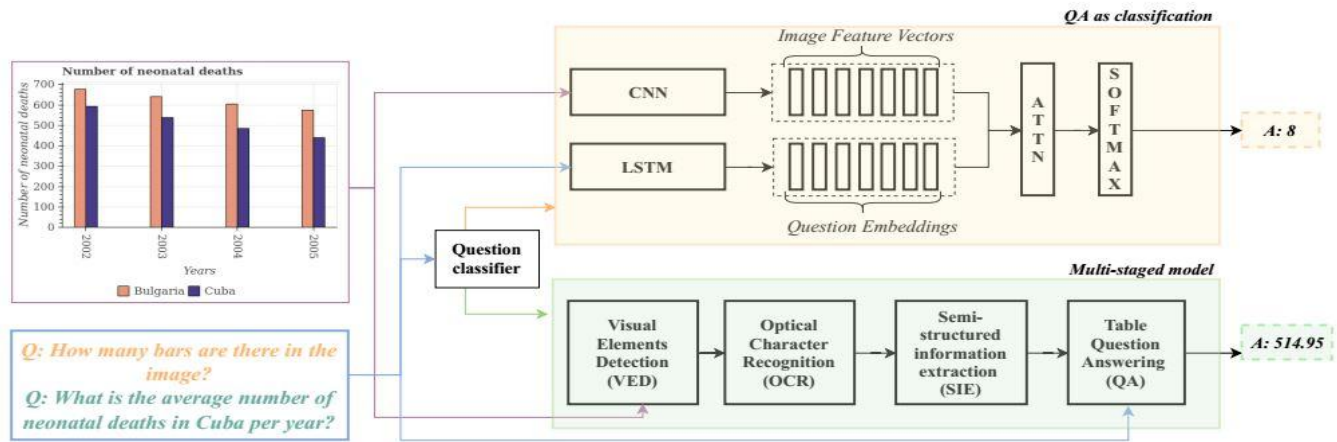 QA as classification
Number of neonatal deaths
Number of neonatal deaths
700
600
500
400
300
200
100
0
2002
2003
2004
2005
Years
Bulgaria
Cuba
Q: How many bars are there in the
image?
Q: What is the average number of
neonatal deaths in Cuba per year?
Question
classifier
Image Feature Vectors
CNN
LSTM
Question Embeddings
ATTN
SOFTMAX
A: 8
Multi-staged model
Visual
Elements
Detection
(VED)
Optical
Character
Recognition
(OCR)
Semi-
structured
information
extraction
(SIE)
Table
Question
Answering
(QA)
A: 514.95